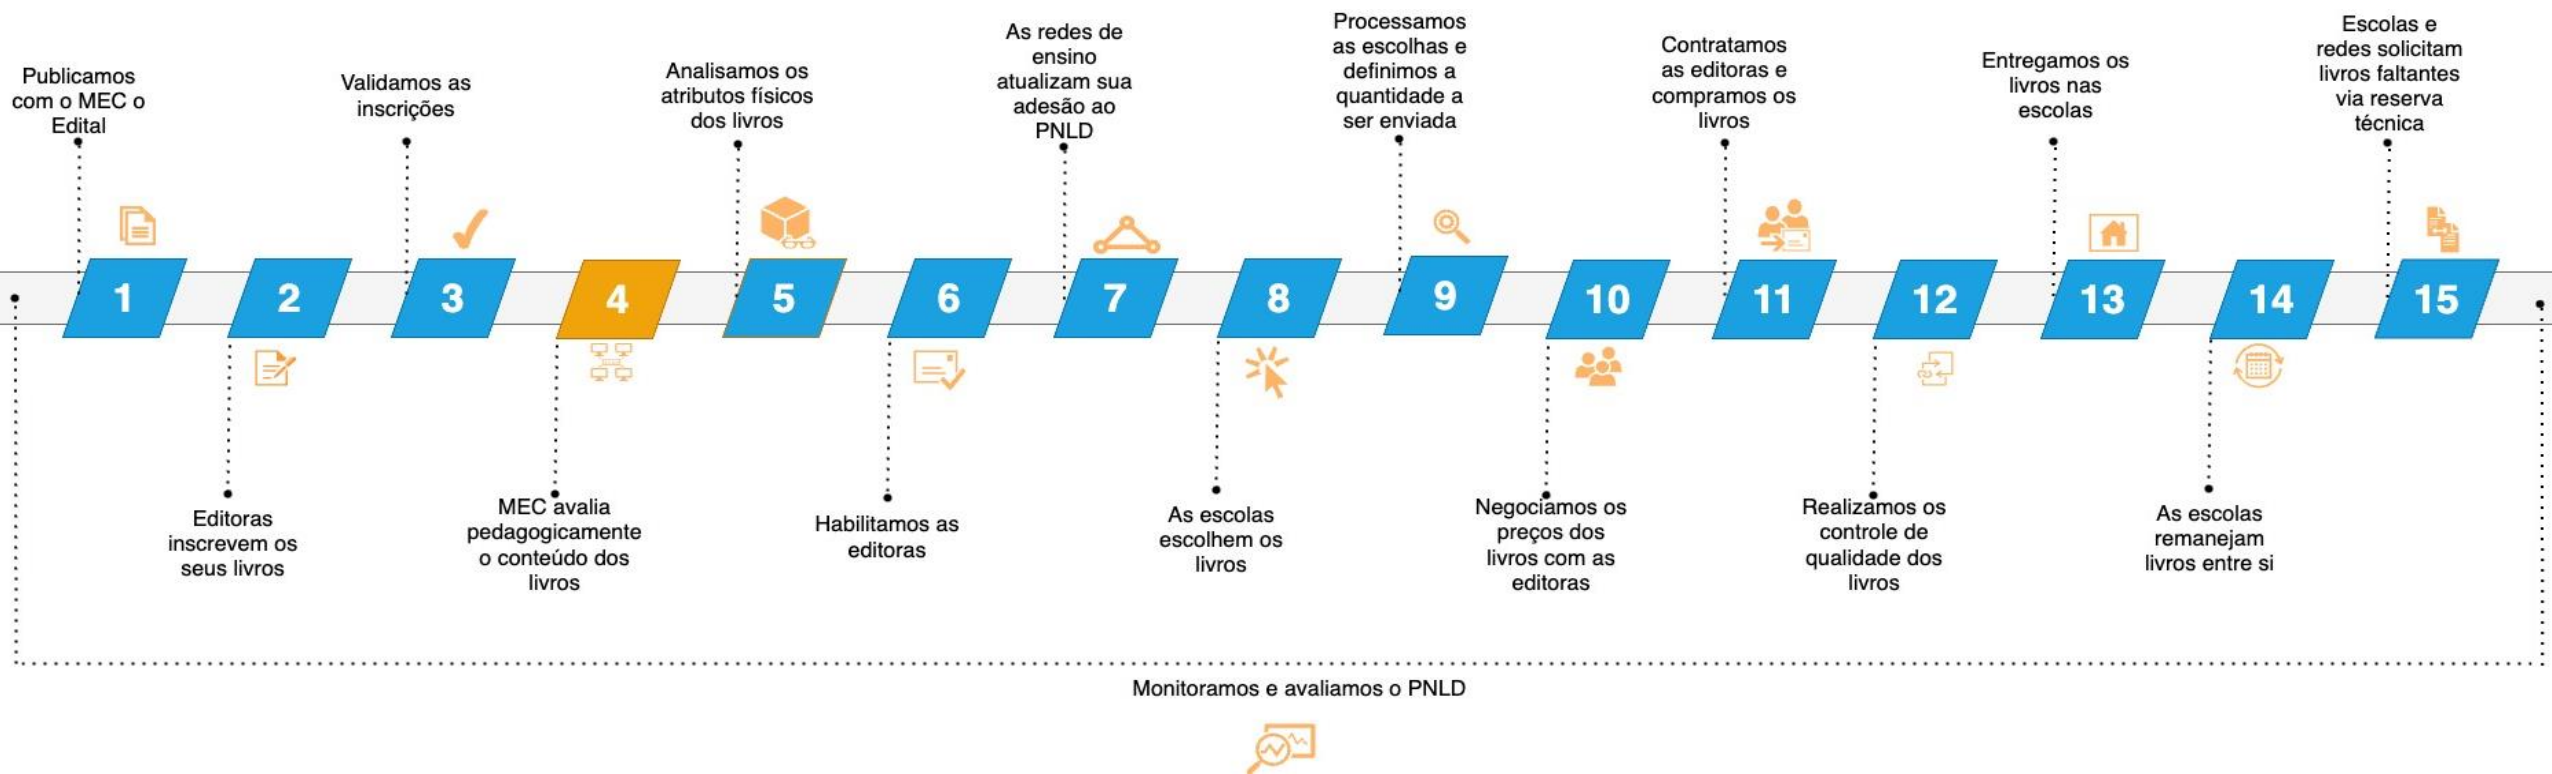 Publicamos
com o MEC o
Edital
1
2
Editoras
inscrevem os
seus livros
Validamos as
inscrições
3
4
MEC avalia
pedagogicamente
o conteúdo dos
livros
Analisamos os
atributos físicos
dos livros
5
6
Habilitamos as
editoras
As redes de
ensino
atualizam sua
adesão ao
PNLD
7
8
As escolas
escolhem os
livros
Processamos
as escolhas e
definimos a
quantidade a
ser enviada
9
10
Negociamos os
preços dos
livros com as
editoras
Contratamos
as editoras e
compramos os
livros
11
12
Realizamos os
controle de
qualidade dos
livros
Entregamos os
livros nas
escolas
13
14
As escolas
remanejam
livros entre si
Escolas e
redes solicitam
livros faltantes
via reserva
técnica
15
Monitoramos e avaliamos o PNLD